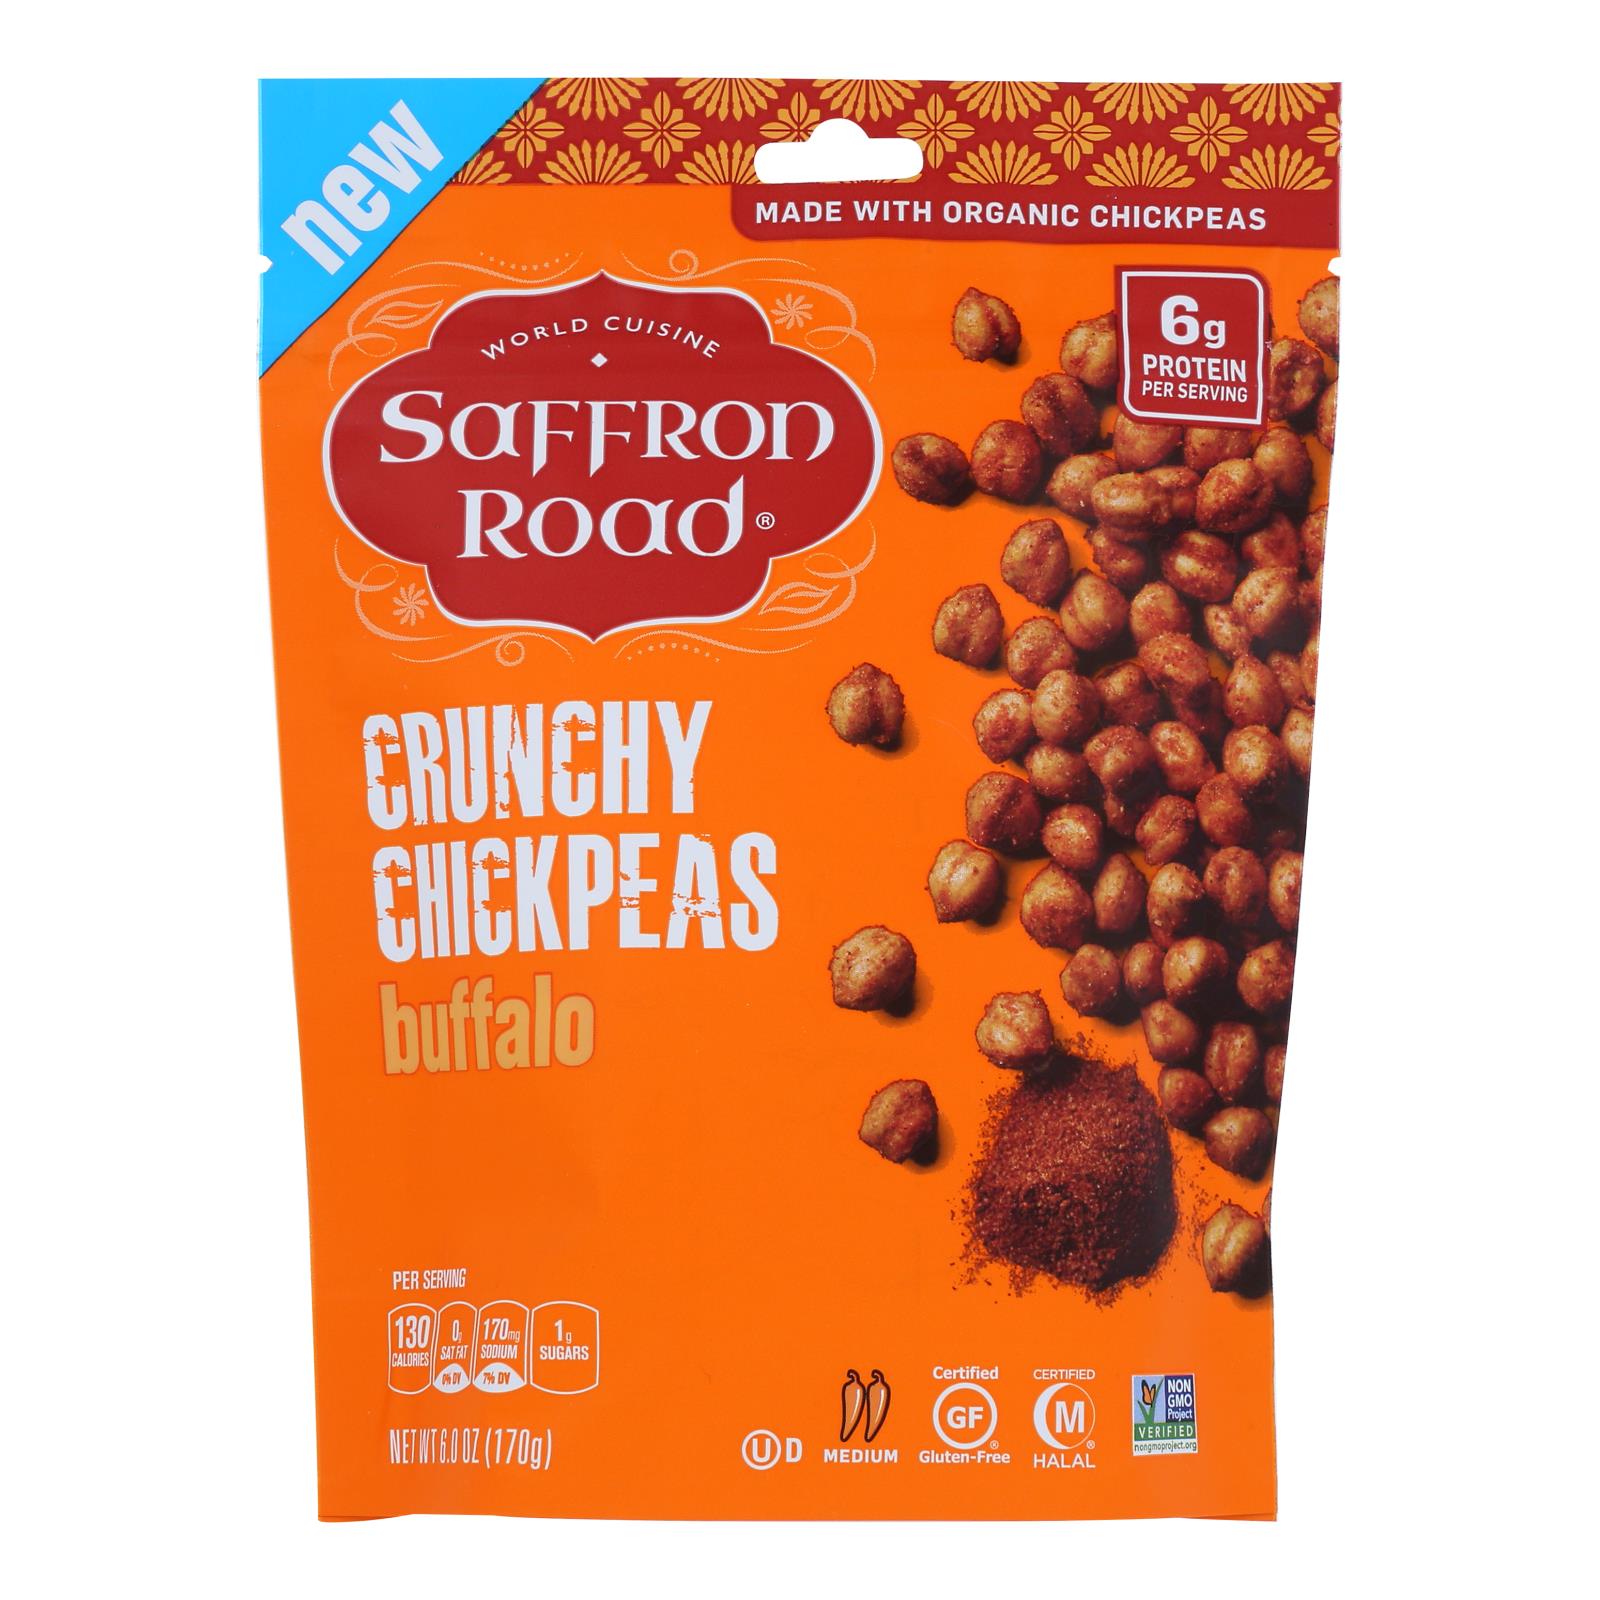 new
MADE WITH ORGANIC CHICKPEAS
6g
PROTEIN
PER SERVING
WORLD CUISINE
Saffron
Road®
CRUNCHY
CHICKPEAS
buffalo
PER SERVING
130
CALORIES
0g
SAT FAT
0% DV
170mg
SODIUM
7% DV
1g
SUGARS
NET WT 6.0 OZ (170g)
U D
MEDIUM
Certified
GF
®
Gluten-Free
CERTIFIED
M
®
HALAL
NON
GMO
Project
VERIFIED
nongmoproject.org